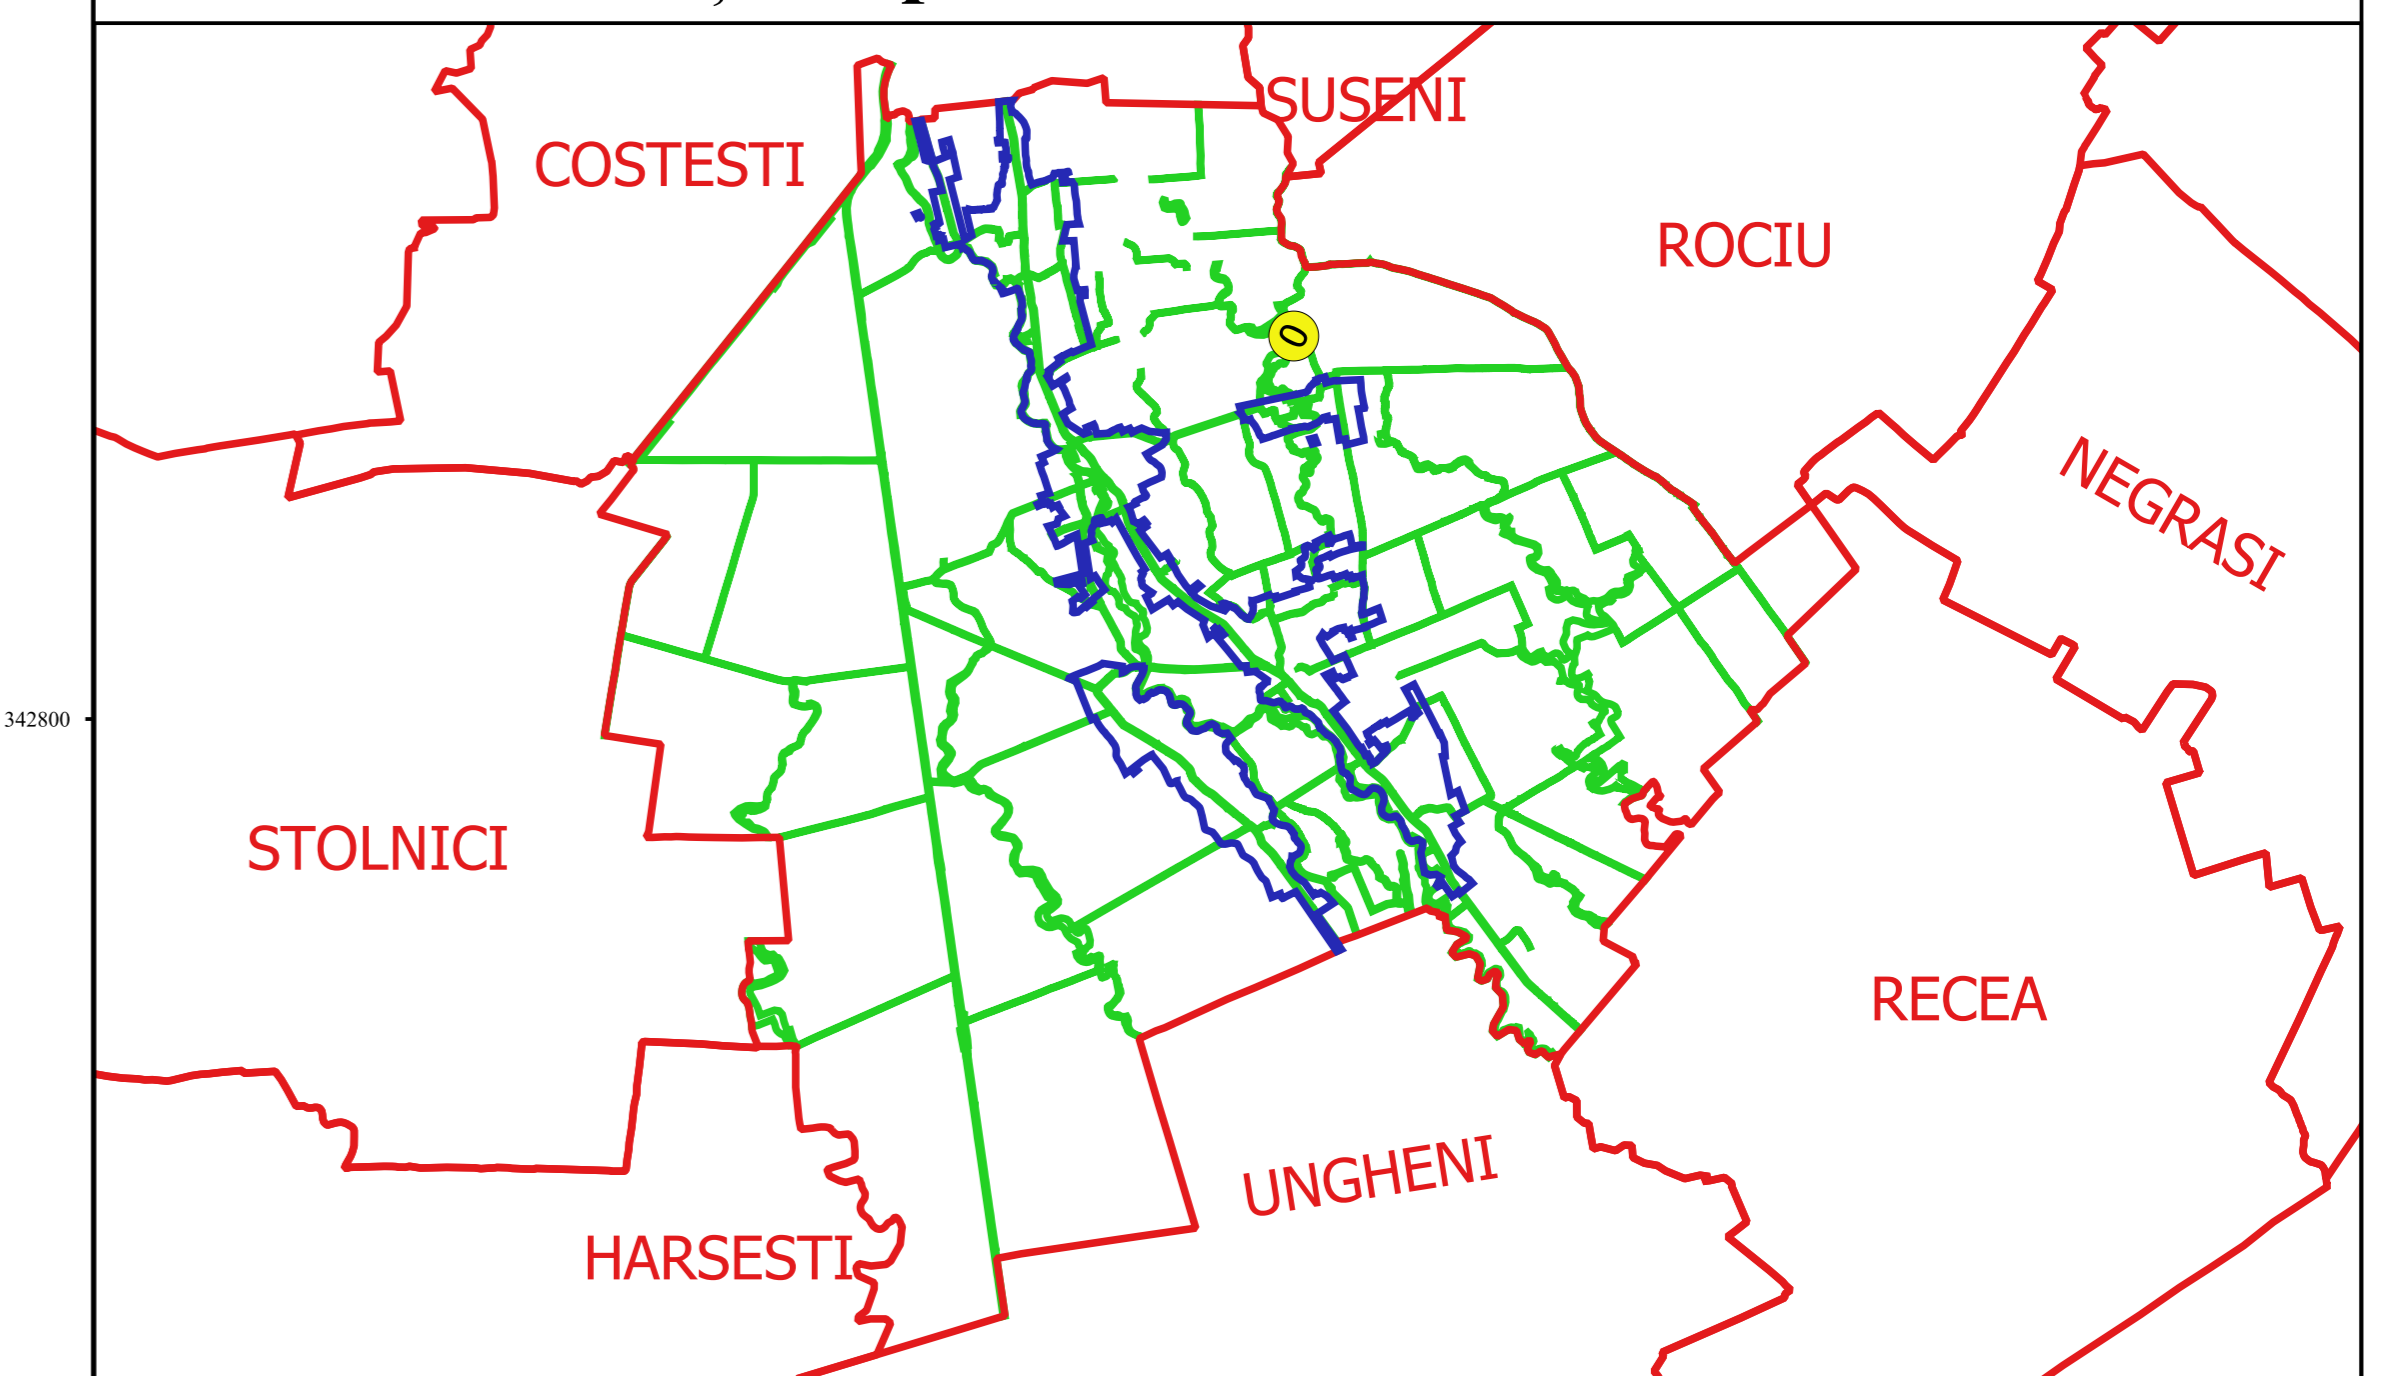 SUSENI
COSTESTI
ROCIU
0
NEGRASI
342800
STOLNICI
RECEA
UNGHENI
HARSESTI